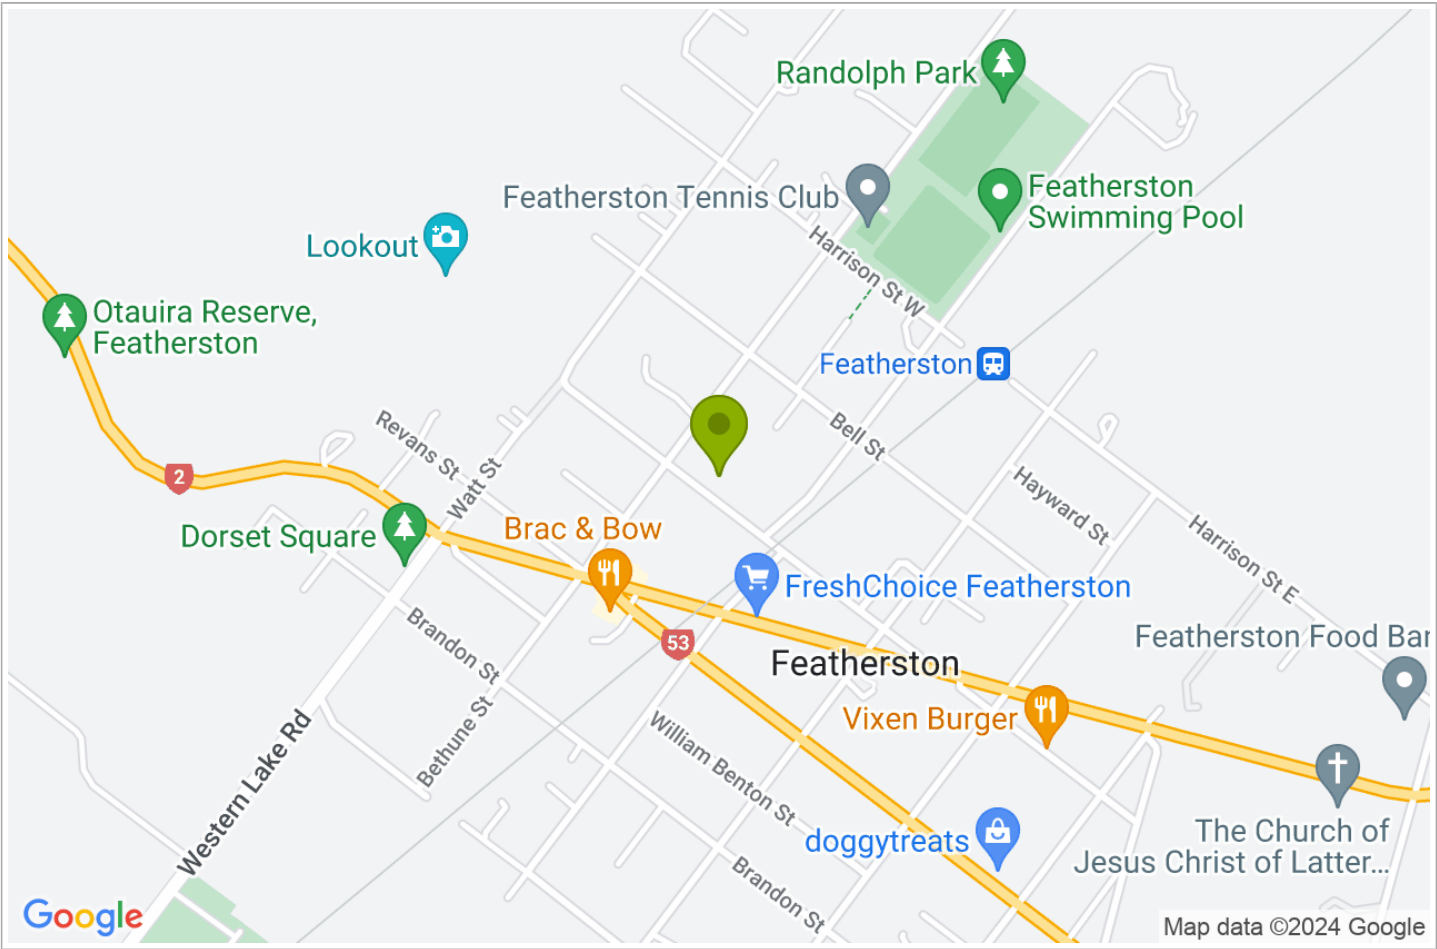 Randolph Park
Featherston Tennis Club
Featherston
Swimming Pool
Lookout
Harrison St W
Otauira Reserve,
Featherston
Featherston
Revans St
Bell St
2
Watt St
Hayward St
Dorset Square
Brac & Bow
Harrison St E
FreshChoice Featherston
Brandon St
53
Featherston Food Bar
Featherston
Vixen Burger
Bethune St
William Benton St
Western Lake Rd
doggytreats
The Church of
Jesus Christ of Latter...
Brandon St
Google
Map data ©2024 Google